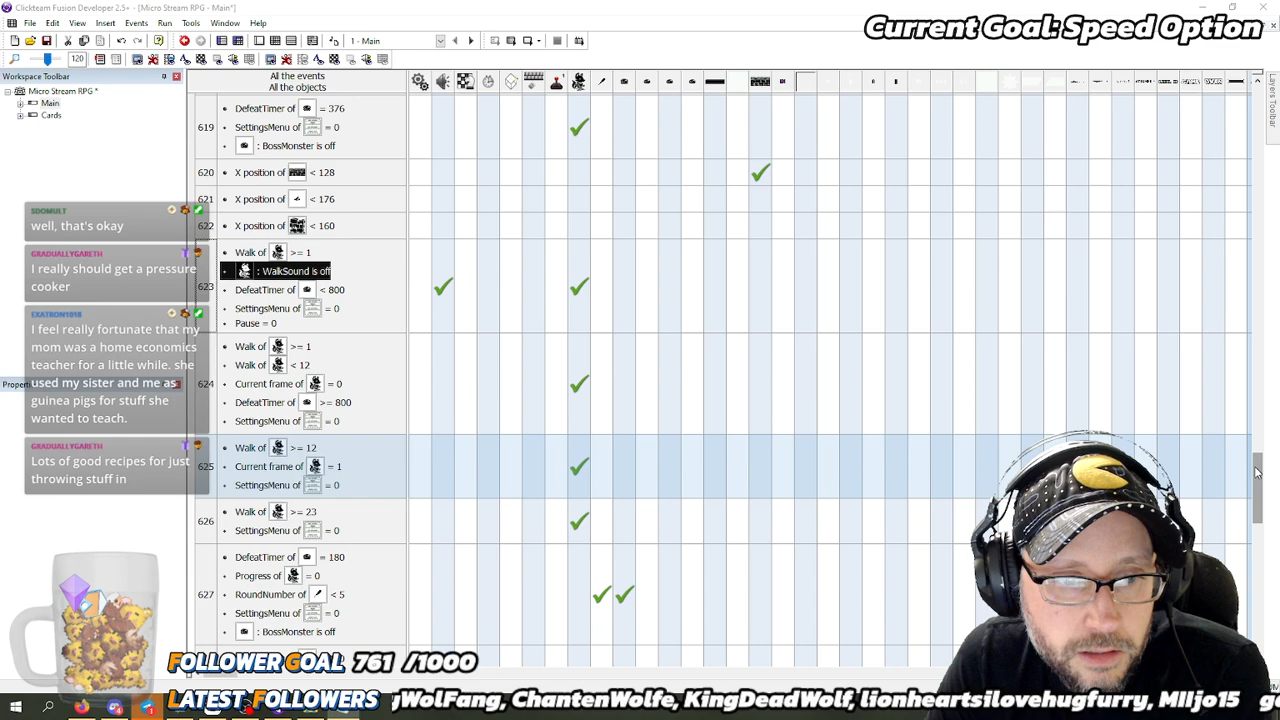 Clickteam Fusion Developer 2.5+ - [Micro Stream RPG - Main*]
Current Goal: Speed Option
File Edit View Insert Events Run Tools Window Help
1 - Main
120
Workspace Toolbar
Micro Stream RPG *
Main
Cards
All the events
All the objects
Layers Toolbar
DefeatTimer of = 376
619 SettingsMenu of = 0
: BossMonster is off
620 X position of < 128
621 X position of < 176
622 X position of < 160
Walk of >= 1
: WalkSound is off
623 DefeatTimer of < 800
SettingsMenu of = 0
Pause = 0
Walk of >= 1
Walk of < 12
624 Current frame of = 0
DefeatTimer of >= 800
SettingsMenu of = 0
Walk of >= 12
625 Current frame of = 1
SettingsMenu of = 0
Walk of >= 23
626
SettingsMenu of = 0
DefeatTimer of = 180
Progress of = 0
627 RoundNumber of < 5
SettingsMenu of = 0
: BossMonster is off
SDOMULT
well, that's okay
GRADUALLYGARETH
I really should get a pressure
cooker
EXATRON1018
I feel really fortunate that my
mom was a home economics
teacher for a little while. she
used my sister and me as
guinea pigs for stuff she
wanted to teach.
GRADUALLYGARETH
Lots of good recipes for just
throwing stuff in
FOLLOWER GOAL 761 /1000
LATEST FOLLOWERS yWolFang, ChantenWolfe, KingDeadWolf, lionheartsilovehugfurry, MIljo15